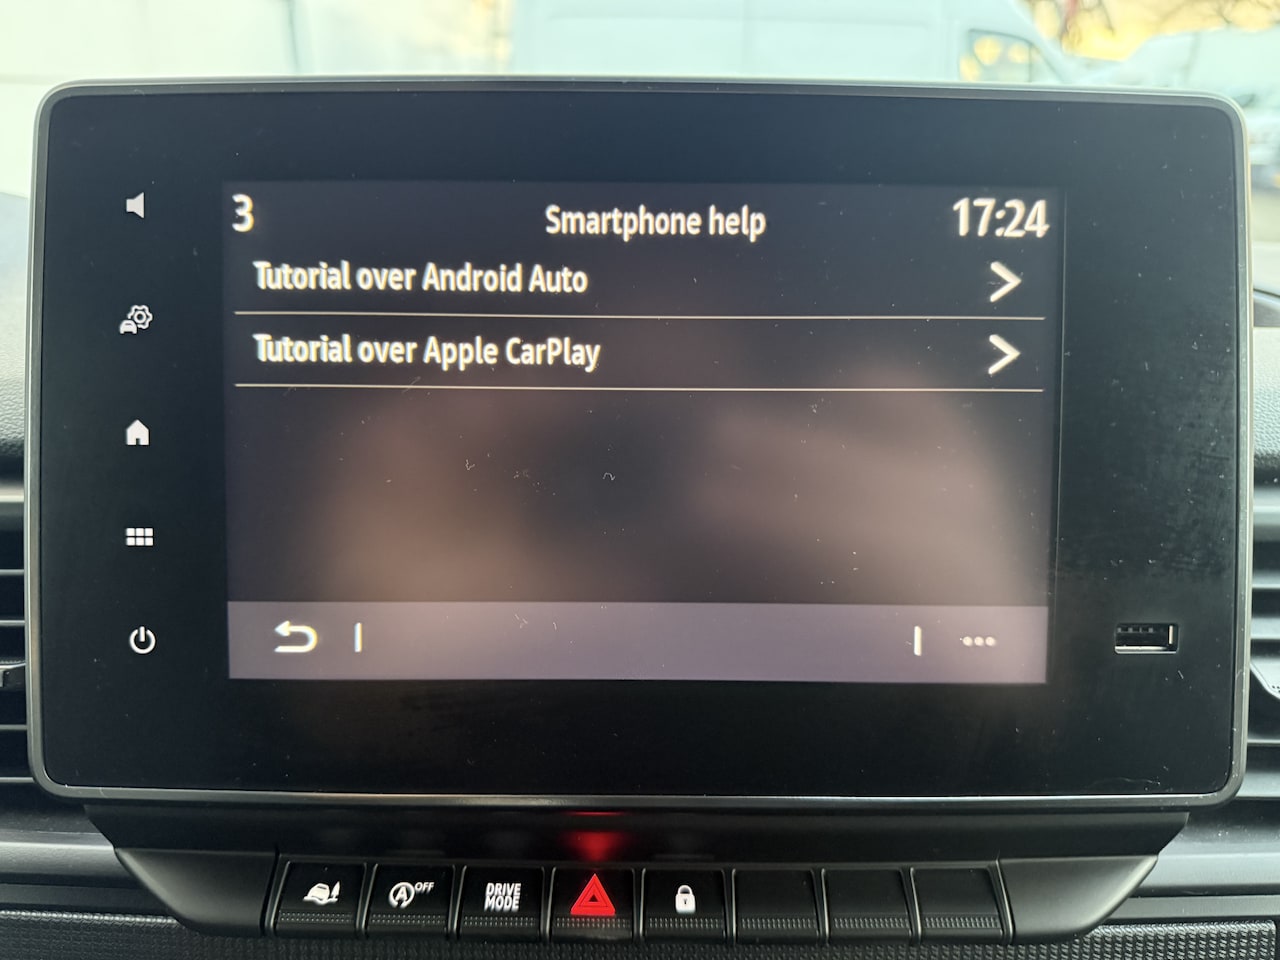 3 Smartphone help 17:24
Tutorial over Android Auto
Tutorial over Apple CarPlay
A OFF
DRIVE
MODE